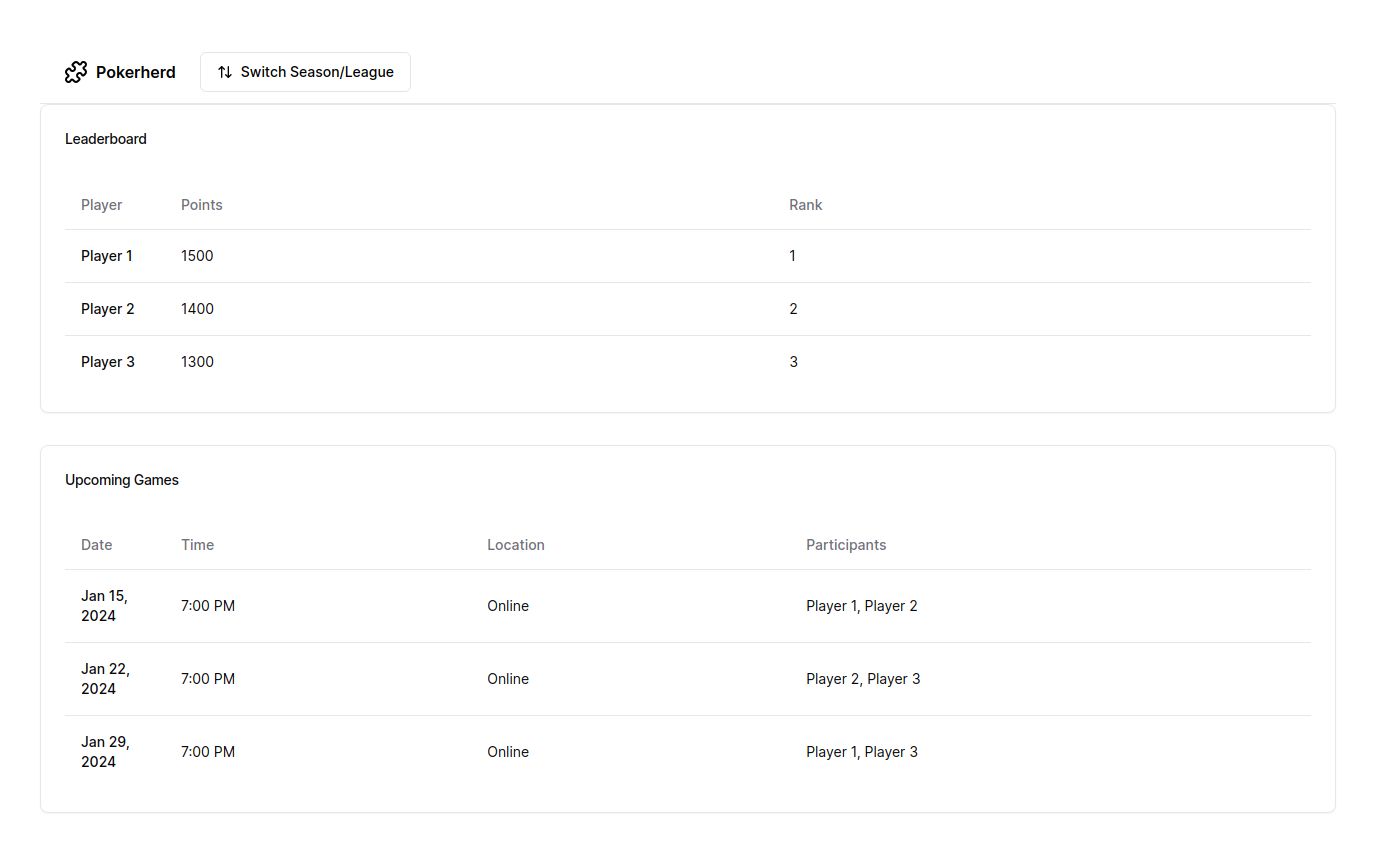 Pokerherd
Switch Season/League
Leaderboard
Player Points Rank
Player 1 1500 1
Player 2 1400 2
Player 3 1300 3
Upcoming Games
Date Time Location Participants
Jan 15,
2024 7:00 PM Online Player 1, Player 2
Jan 22,
2024 7:00 PM Online Player 2, Player 3
Jan 29,
2024 7:00 PM Online Player 1, Player 3